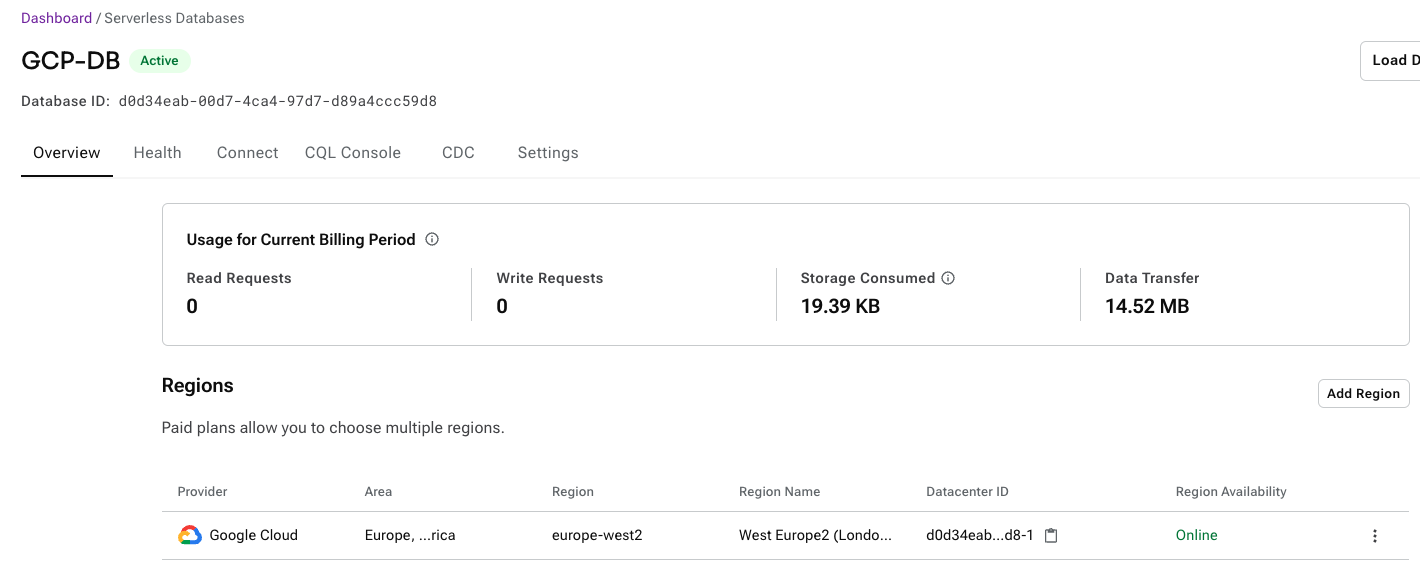 Dashboard / Serverless Databases
GCP-DB Active
Load D
Database ID: d0d34eab-00d7-4ca4-97d7-d89a4ccc59d8
Overview Health Connect CQL Console CDC Settings
Usage for Current Billing Period
Read Requests Write Requests Storage Consumed Data Transfer
0 0 19.39 KB 14.52 MB
Regions
Add Region
Paid plans allow you to choose multiple regions.
Provider Area Region Region Name Datacenter ID Region Availability
Google Cloud Europe, ...rica europe-west2 West Europe2 (Londo... d0d34eab...d8-1 Online